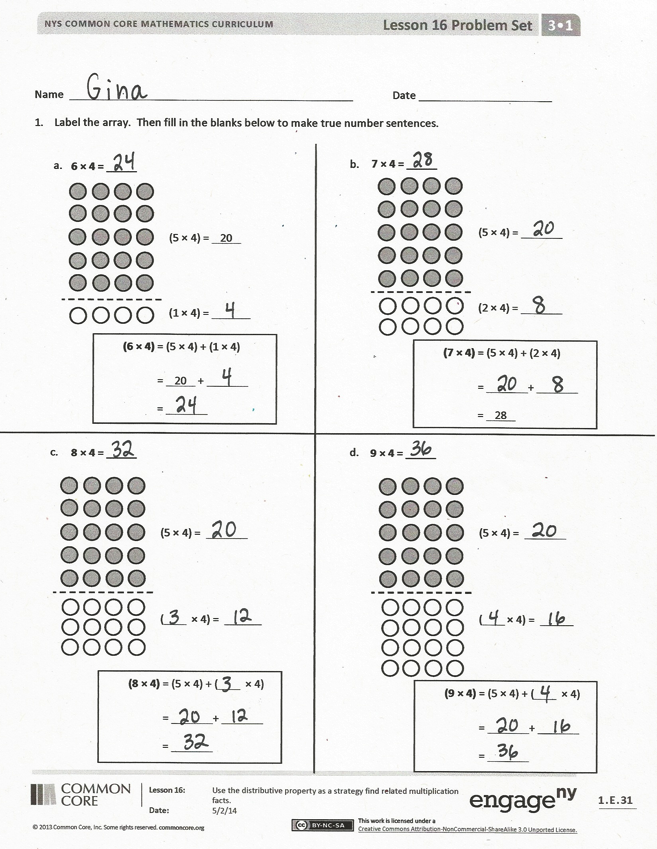 NYS COMMON CORE MATHEMATICS CURRICULUM Lesson 16 Problem Set 3•1
Name Gina Date
1. Label the array. Then fill in the blanks below to make true number sentences.
a. 6 × 4 = 24
(5 × 4) = 20
(1 × 4) = 4
(6 × 4) = (5 × 4) + (1 × 4)
= 20 + 4
= 24
b. 7 × 4 = 28
(5 × 4) = 20
(2 × 4) = 8
(7 × 4) = (5 × 4) + (2 × 4)
= 20 + 8
= 28
c. 8 × 4 = 32
(5 × 4) = 20
(3 × 4) = 12
(8 × 4) = (5 × 4) + (3 × 4)
= 20 + 12
= 32
d. 9 × 4 = 36
(5 × 4) = 20
(4 × 4) = 16
(9 × 4) = (5 × 4) + (4 × 4)
= 20 + 16
= 36
COMMON
CORE
Lesson 16: Use the distributive property as a strategy find related multiplication
facts.
Date: 5/2/14
engageny
1.E.31
© 2013 Common Core, Inc. Some rights reserved. commoncore.org
CC BY-NC-SA
This work is licensed under a
Creative Commons Attribution-NonCommercial-ShareAlike 3.0 Unported License.